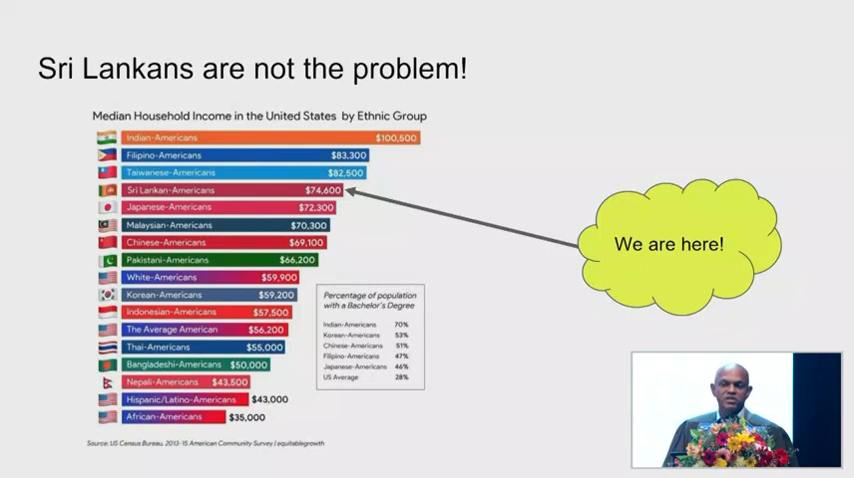 Sri Lankans are not the problem!
Median Household Income in the United States by Ethnic Group
Indian-Americans $100,500
Filipino-Americans $83,300
Taiwanese-Americans $82,500
Sri Lankan-Americans $74,600
Japanese-Americans $72,300
Malaysian-Americans $70,300
Chinese-Americans $69,100
Pakistani-Americans $66,200
White-Americans $59,900
Korean-Americans $59,200
Indonesian-Americans $57,500
The Average American $56,200
Thai-Americans $55,000
Bangladeshi-Americans $50,000
Nepali-Americans $43,500
Hispanic/Latino-Americans $43,000
African-Americans $35,000
We are here!
Percentage of population
with a Bachelor's Degree
Indian-Americans 70%
Korean-Americans 53%
Chinese-Americans 51%
Filipino-Americans 47%
Japanese-Americans 46%
US Average 28%
Source: US Census Bureau, 2013-15 American Community Survey | equitablegrowth